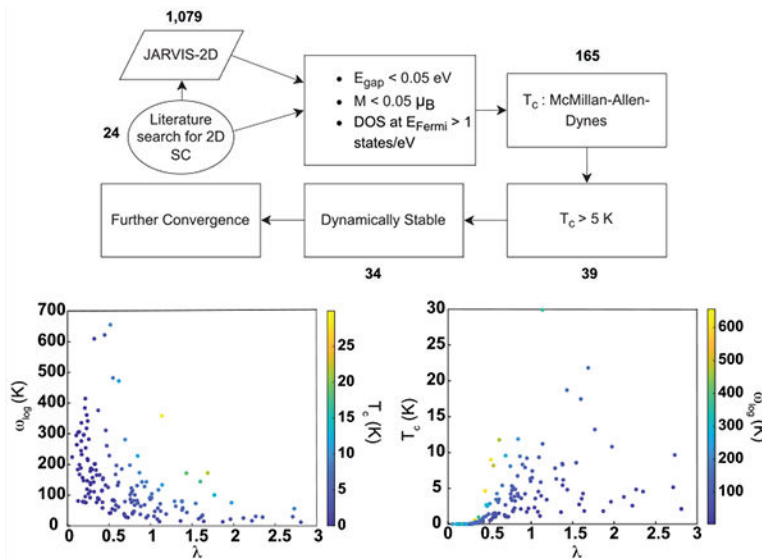 1,079
JARVIS-2D
24
Literature
search for 2D
SC
• E_gap < 0.05 eV
• M < 0.05 μ_B
• DOS at E_Fermi > 1
states/eV
165
T_c : McMillan-Allen-
Dynes
Further Convergence
Dynamically Stable
T_c > 5 K
34
39
700
600
500
400
300
200
100
0
0
0.5
1
1.5
2
2.5
3
ω_log (K)
λ
25
20
15
10
5
0
T_c (K)
30
25
20
15
10
5
0
0
0.5
1
1.5
2
2.5
3
T_c (K)
λ
600
500
400
300
200
100
ω_log (K)